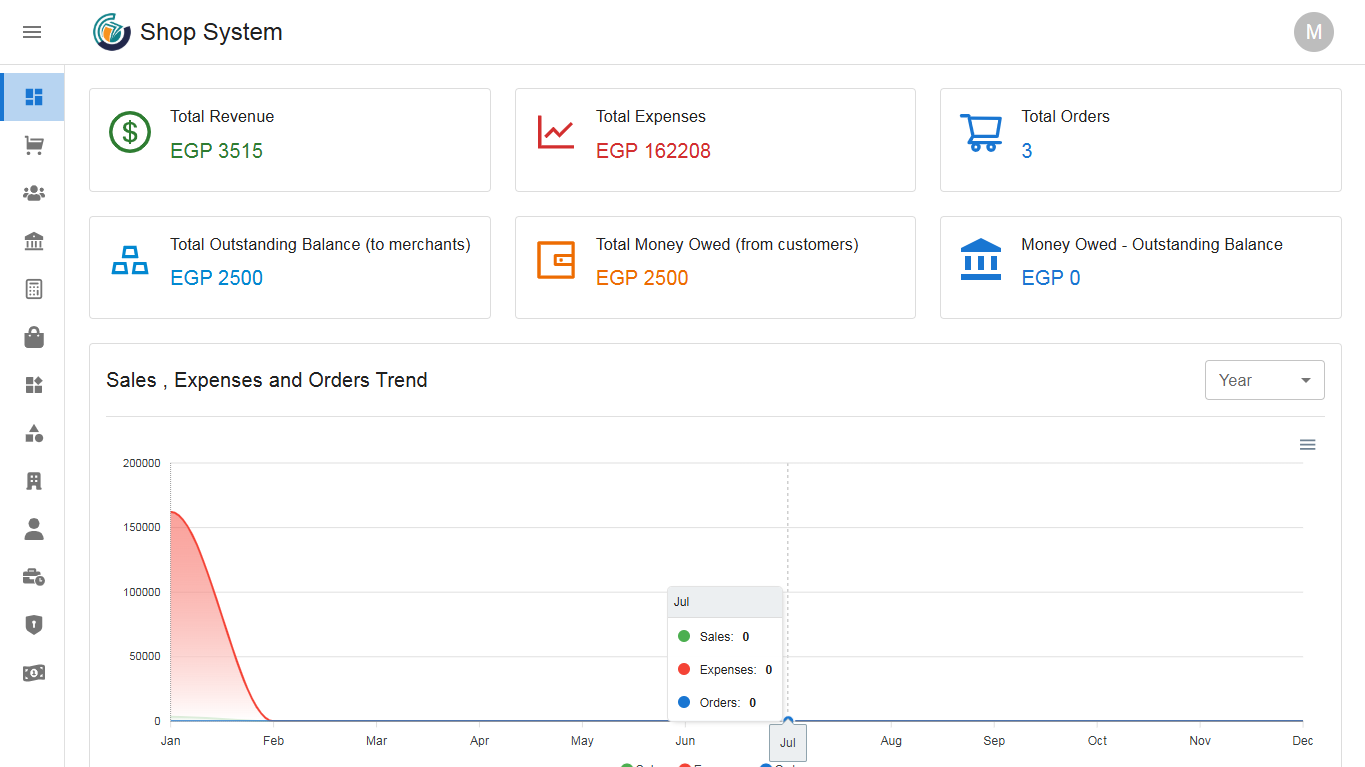 Shop System
M
Total Revenue
EGP 3515
Total Expenses
EGP 162208
Total Orders
3
Total Outstanding Balance (to merchants)
EGP 2500
Total Money Owed (from customers)
EGP 2500
Money Owed - Outstanding Balance
EGP 0
Sales , Expenses and Orders Trend
Year
200000
150000
100000
50000
0
Jul
Sales: 0
Expenses: 0
Orders: 0
Jan Feb Mar Apr May Jun Jul Aug Sep Oct Nov Dec